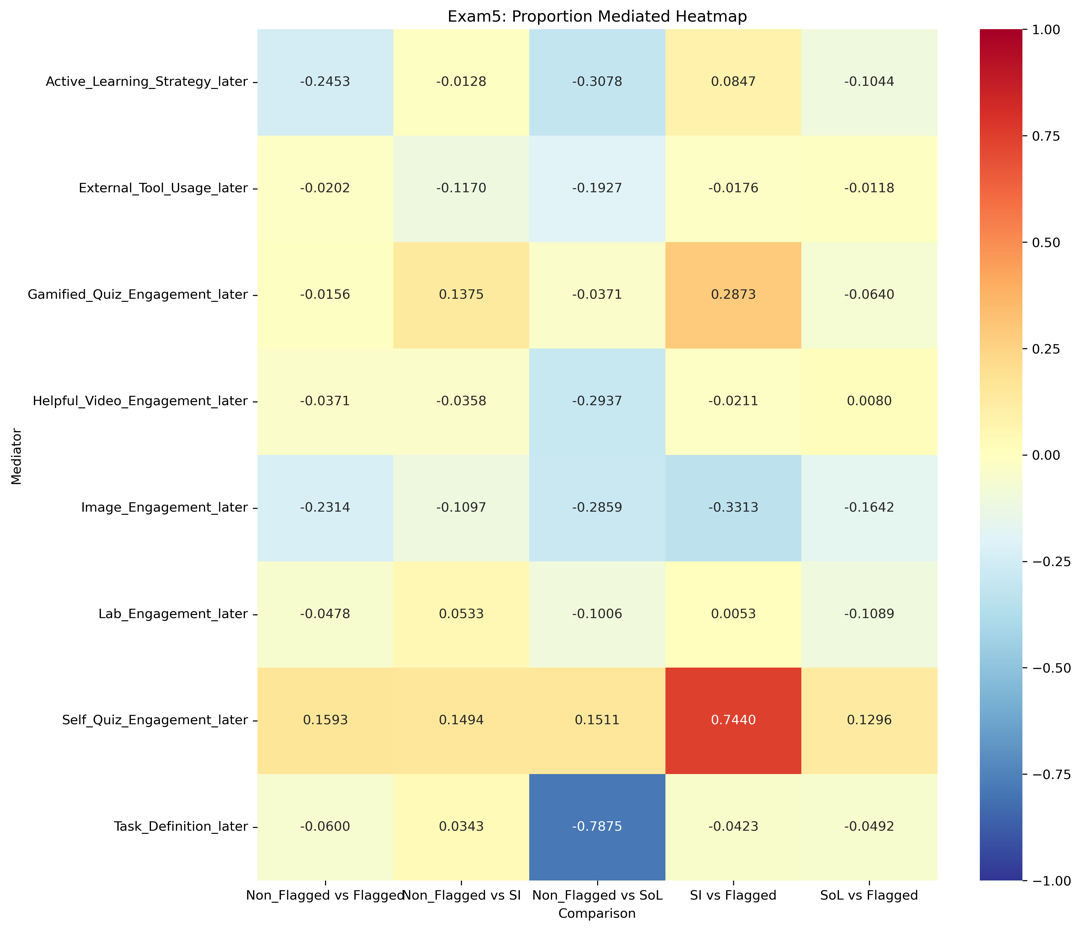 Exam5: Proportion Mediated Heatmap
Active_Learning_Strategy_later -0.2453 -0.0128 -0.3078 0.0847 -0.1044
External_Tool_Usage_later -0.0202 -0.1170 -0.1927 -0.0176 -0.0118
Gamified_Quiz_Engagement_later -0.0156 0.1375 -0.0371 0.2873 -0.0640
Helpful_Video_Engagement_later -0.0371 -0.0358 -0.2937 -0.0211 0.0080
Image_Engagement_later -0.2314 -0.1097 -0.2859 -0.3313 -0.1642
Lab_Engagement_later -0.0478 0.0533 -0.1006 0.0053 -0.1089
Self_Quiz_Engagement_later 0.1593 0.1494 0.1511 0.7440 0.1296
Task_Definition_later -0.0600 0.0343 -0.7875 -0.0423 -0.0492
Mediator
Non_Flagged vs Flagged Non_Flagged vs SI Non_Flagged vs SoL SI vs Flagged SoL vs Flagged
Comparison
1.00
0.75
0.50
0.25
0.00
−0.25
−0.50
−0.75
−1.00